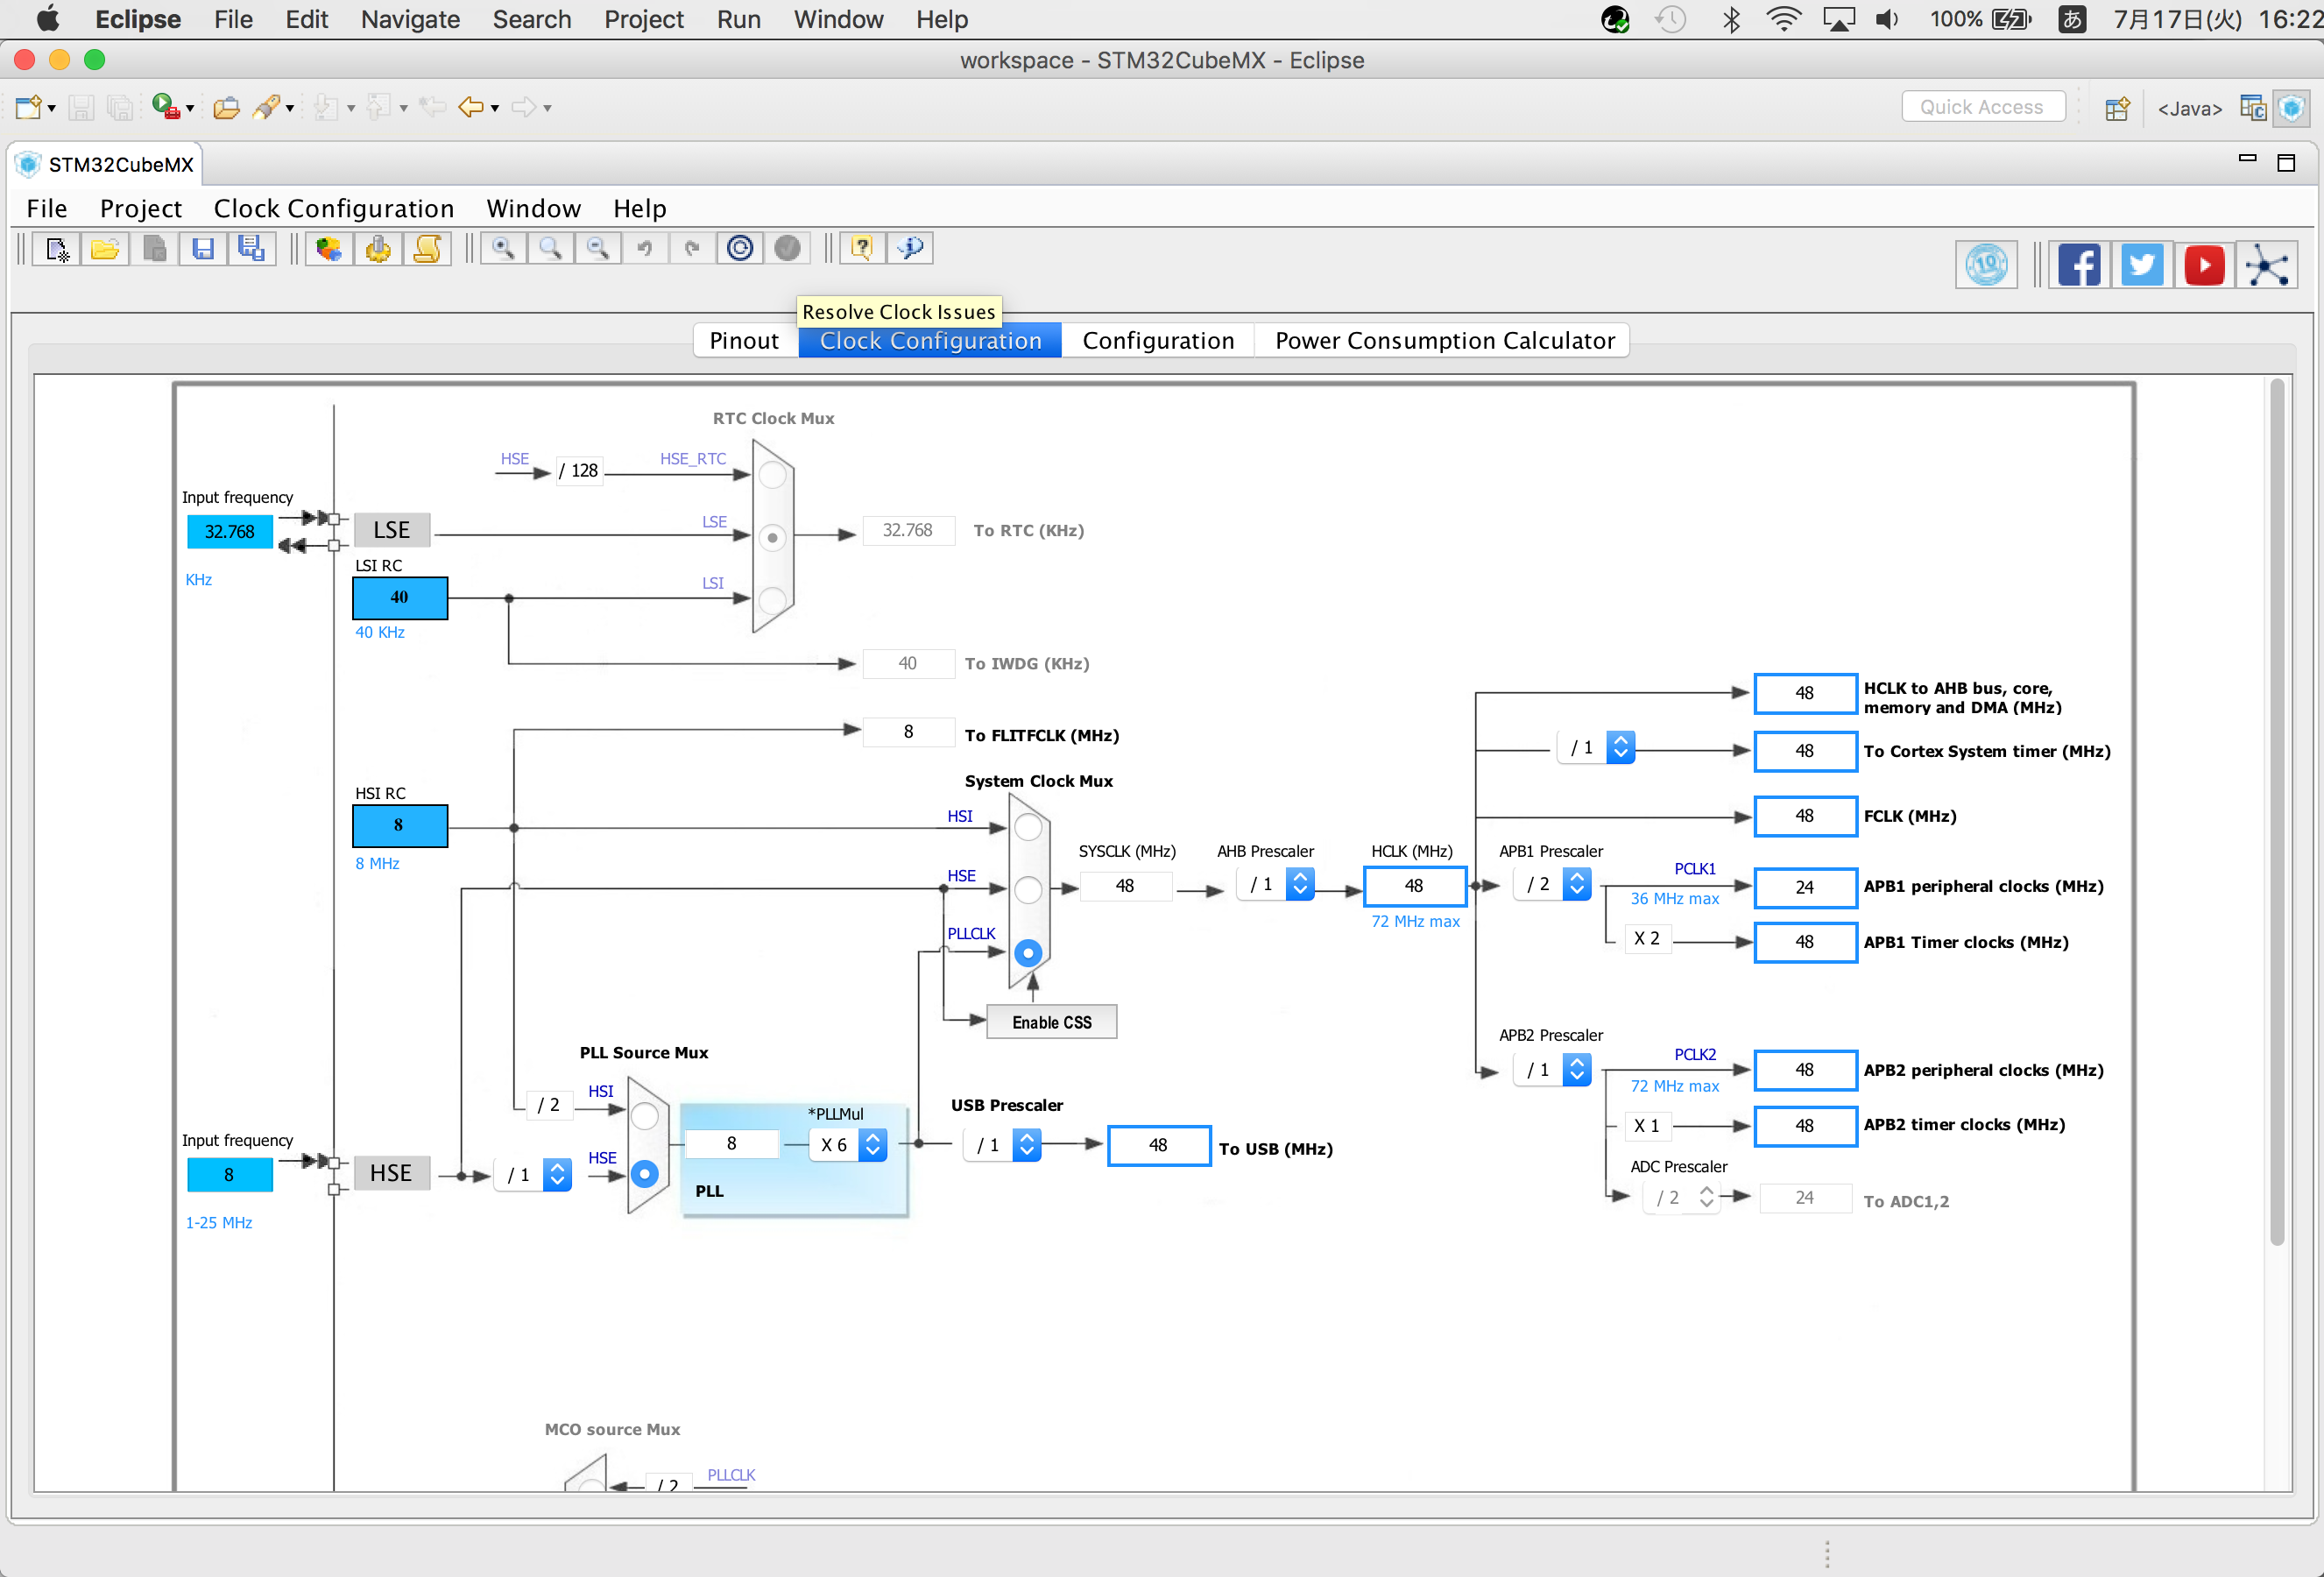 Eclipse File Edit Navigate Search Project Run Window Help 100% あ 7月17日(火) 16:22
workspace - STM32CubeMX - Eclipse
Quick Access <Java>
STM32CubeMX
File Project Clock Configuration Window Help
10
Resolve Clock Issues
Pinout Clock Configuration Configuration Power Consumption Calculator
RTC Clock Mux
HSE / 128 HSE_RTC
Input frequency
32.768 LSE LSE 32.768 To RTC (KHz)
KHz
LSI RC
40 LSI
40 KHz
40 To IWDG (KHz)
48 HCLK to AHB bus, core,
memory and DMA (MHz)
8 To FLITFCLK (MHz)
/ 1 48 To Cortex System timer (MHz)
System Clock Mux
HSI RC
8 HSI
8 MHz
48 FCLK (MHz)
SYSCLK (MHz) AHB Prescaler HCLK (MHz) APB1 Prescaler
HSE 48 / 1 48 / 2 PCLK1 24 APB1 peripheral clocks (MHz)
72 MHz max 36 MHz max
PLLCLK X 2 48 APB1 Timer clocks (MHz)
Enable CSS
APB2 Prescaler
PLL Source Mux
/ 1 PCLK2 48 APB2 peripheral clocks (MHz)
72 MHz max
/ 2 HSI *PLLMul USB Prescaler
X 1 48 APB2 timer clocks (MHz)
Input frequency
8 X 6 / 1 48 To USB (MHz)
8 HSE / 1 HSE
PLL
ADC Prescaler
/ 2 24 To ADC1,2
1-25 MHz
MCO source Mux
/ 2 PLLCLK